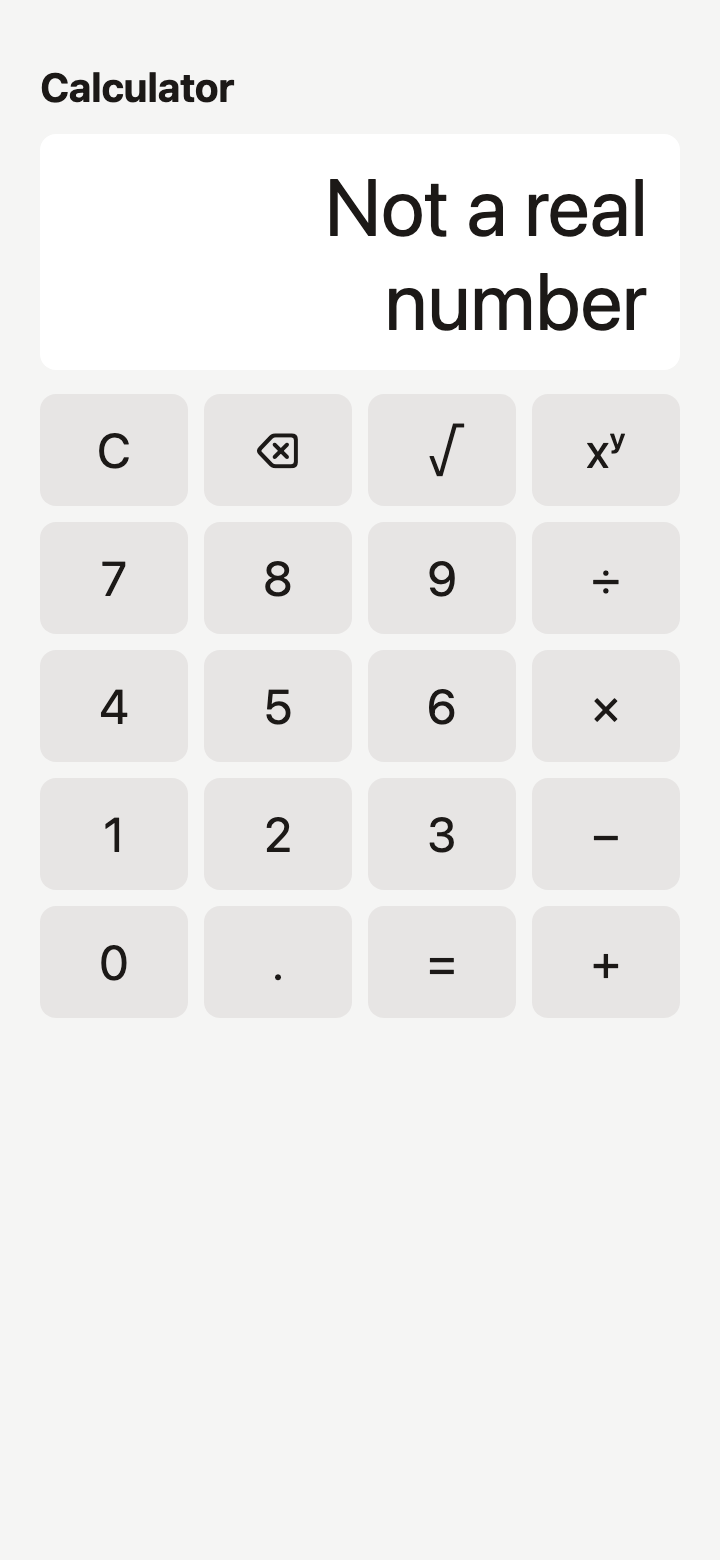 Calculator
Not a real
number
C √ xʸ
7 8 9 ÷
4 5 6 ×
1 2 3 −
0 . = +